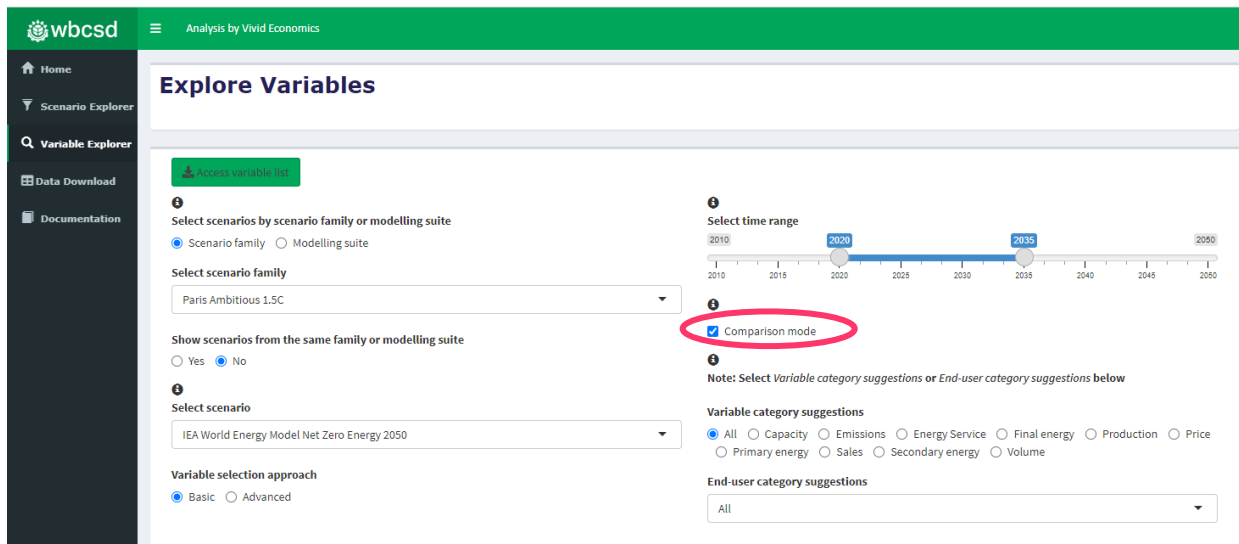 wbcsd
Analysis by Vivid Economics
Home
Scenario Explorer
Variable Explorer
Data Download
Documentation
Explore Variables
Access variable list
Select scenarios by scenario family or modelling suite
Scenario family Modelling suite
Select scenario family
Paris Ambitious 1.5C
Show scenarios from the same family or modelling suite
Yes No
Select scenario
IEA World Energy Model Net Zero Energy 2050
Variable selection approach
Basic Advanced
Select time range
2010 2020 2035 2050
2010 2015 2020 2025 2030 2035 2040 2045 2050
Comparison mode
Note: Select Variable category suggestions or End-user category suggestions below
Variable category suggestions
All Capacity Emissions Energy Service Final energy Production Price
Primary energy Sales Secondary energy Volume
End-user category suggestions
All